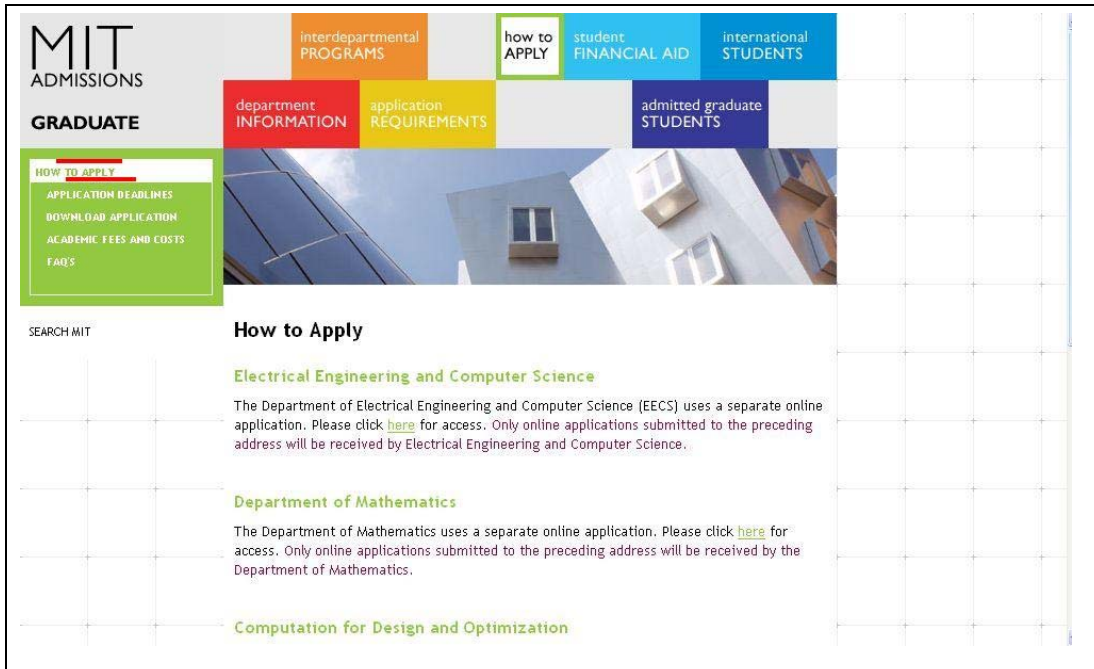 MIT
ADMISSIONS
GRADUATE
interdepartmental
PROGRAMS
how to
APPLY
student
FINANCIAL AID
international
STUDENTS
department
INFORMATION
application
REQUIREMENTS
admitted graduate
STUDENTS
HOW TO APPLY
APPLICATION DEADLINES
DOWNLOAD APPLICATION
ACADEMIC FEES AND COSTS
FAQ'S
SEARCH MIT
How to Apply
Electrical Engineering and Computer Science
The Department of Electrical Engineering and Computer Science (EECS) uses a separate online
application. Please click here for access. Only online applications submitted to the preceding
address will be received by Electrical Engineering and Computer Science.
Department of Mathematics
The Department of Mathematics uses a separate online application. Please click here for
access. Only online applications submitted to the preceding address will be received by the
Department of Mathematics.
Computation for Design and Optimization